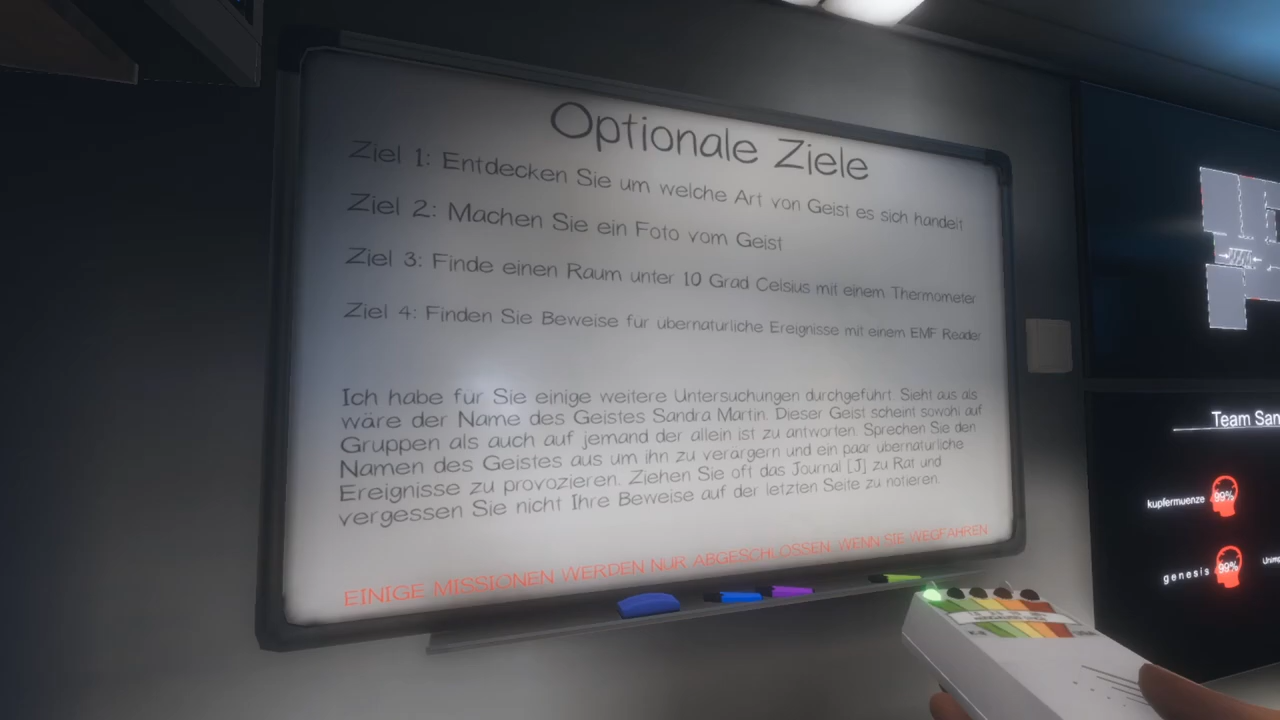 Optionale Ziele
Ziel 1: Entdecken Sie um welche Art von Geist es sich handelt
Ziel 2: Machen Sie ein Foto vom Geist
Ziel 3: Finde einen Raum unter 10 Grad Celsius mit einem Thermometer
Ziel 4: Finden Sie Beweise fur ubernaturliche Ereignisse mit einem EMF Reader
Ich habe für Sie einige weitere Untersuchungen durchgeführt. Sieht aus als
wäre der Name des Geistes Sandra Martin. Dieser Geist scheint sowohl auf
Gruppen als auch auf jemand der allein ist zu antworten. Sprechen Sie den
Namen des Geistes aus um ihn zu verärgern und ein paar übernatürliche
Ereignisse zu provozieren. Ziehen Sie oft das Journal [J] zu Rat und
vergessen Sie nicht Ihre Beweise auf der letzten Seite zu notieren.
EINIGE MISSIONEN WERDEN NUR ABGESCHLOSSEN, WENN SIE WEGFAHREN
Team San
kupfermuenze 99%
genesis 99%